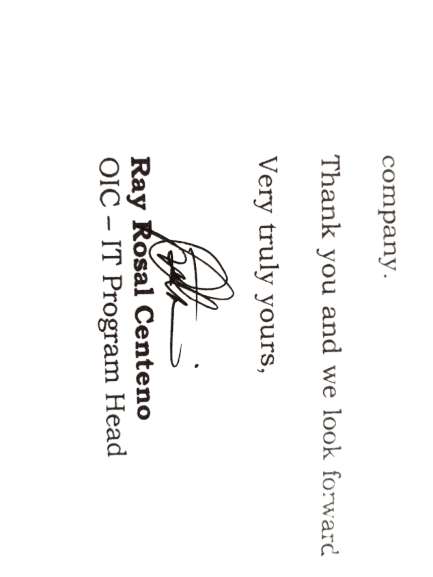 company.
Thank you and we look forward
Very truly yours,
Ray Rosal Centeno
OIC – IT Program Head